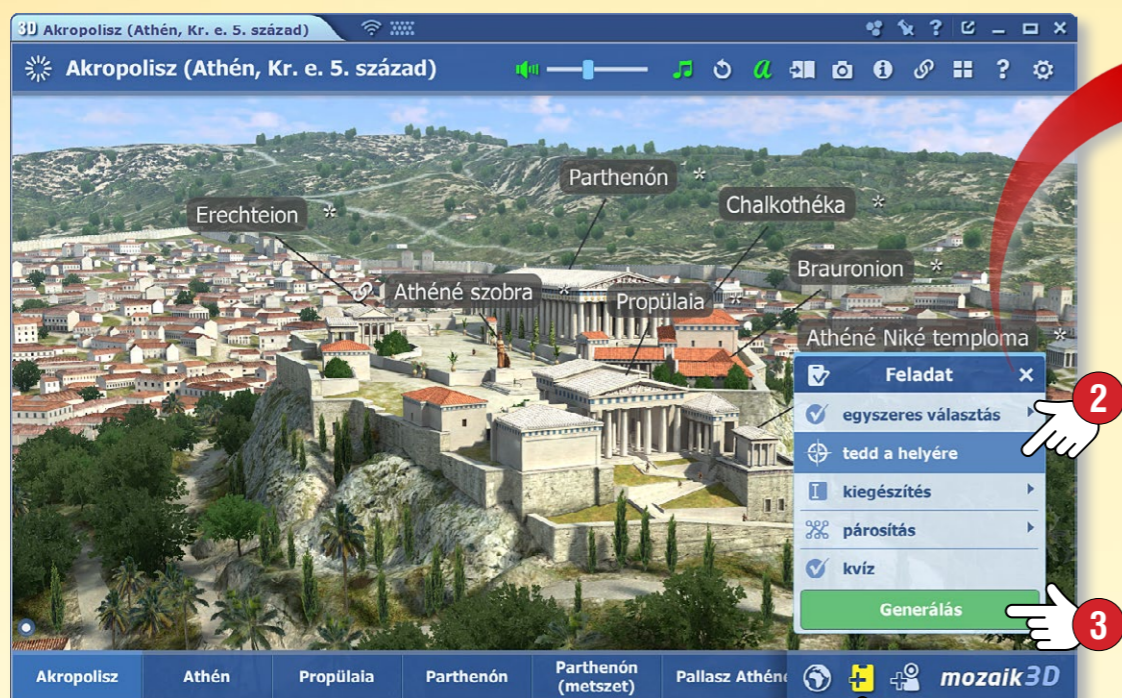 3D Akropolisz (Athén, Kr. e. 5. század)
?
Akropolisz (Athén, Kr. e. 5. század)
a
?
Parthenón *
Chalkothéka *
Erechteion *
Brauronion *
Athéné szobra *
Propülaia *
Athéné Niké temploma *
Feladat
egyszeres választás
2
tedd a helyére
kiegészítés
párosítás
kvíz
Generálás
3
Akropolisz
Athén
Propülaia
Parthenón
Parthenón
(metszet)
Pallasz Athéné
mozaik3D